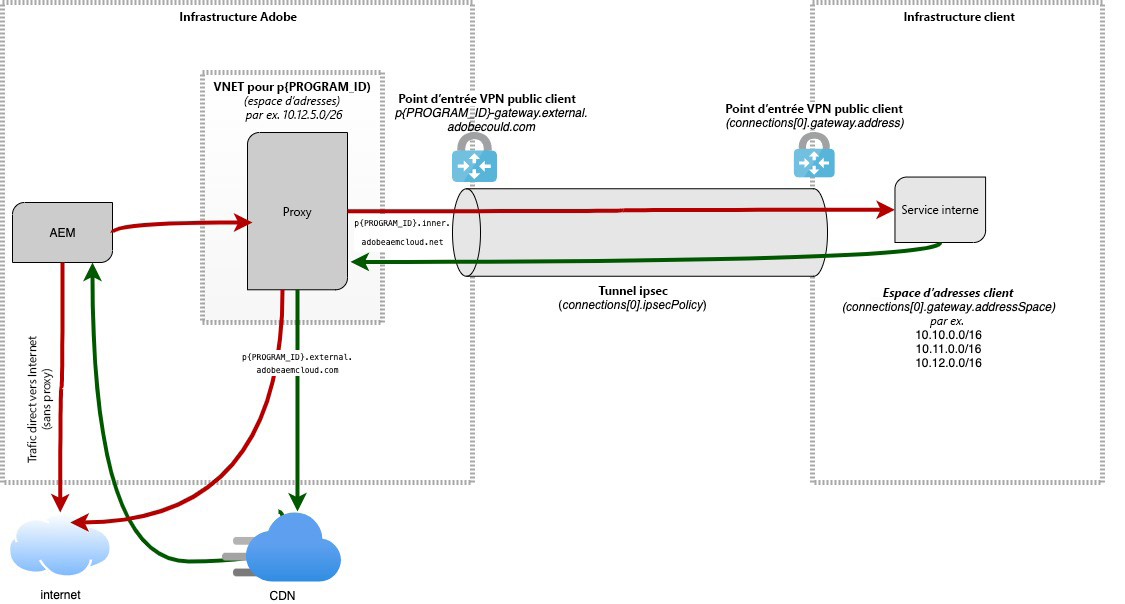 Infrastructure Adobe
Infrastructure client
VNET pour p{PROGRAM_ID)
(espace d'adresses)
par ex. 10.12.5.0/26
Point d'entrée VPN public client
p{PROGRAM_ID}-gateway.external.
adobecould.com
Point d'entrée VPN public client
(connections[0].gateway.address)
Proxy
AEM
p{PROGRAM_ID}.inner.
adobeaemcloud.net
Service interne
Tunnel ipsec
(connections[0].ipsecPolicy)
Espace d'adresses client
(connections[0].gateway.addressSpace)
par ex.
10.10.0.0/16
10.11.0.0/16
10.12.0.0/16
p{PROGRAM_ID}.external.
adobeaemcloud.com
Trafic direct vers Internet
(sans proxy)
internet
CDN